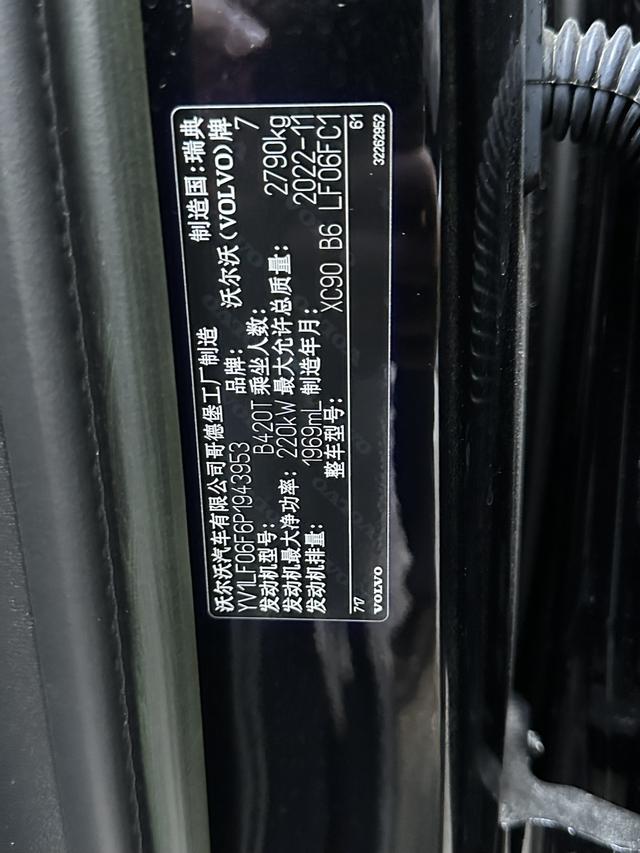 沃尔沃汽车有限公司哥德堡工厂制造 制造国:瑞典
YV1LF06F6P1943953 品牌: 沃尔沃(VOLVO)牌
发动机型号: B420T 乘坐人数: 7
发动机最大净功率: 220kW 最大允许总质量: 2790kg
发动机排量: 1969mL 制造年月: 2022-11
整车型号: XC90 B6 LF06FC1
717 61
VOLVO 32262952